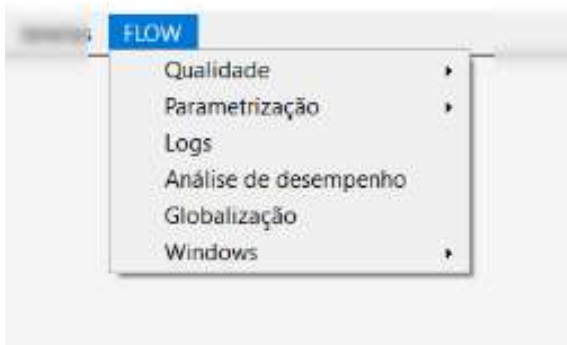 FLOW
Qualidade
Parametrização
Logs
Análise de desempenho
Globalização
Windows